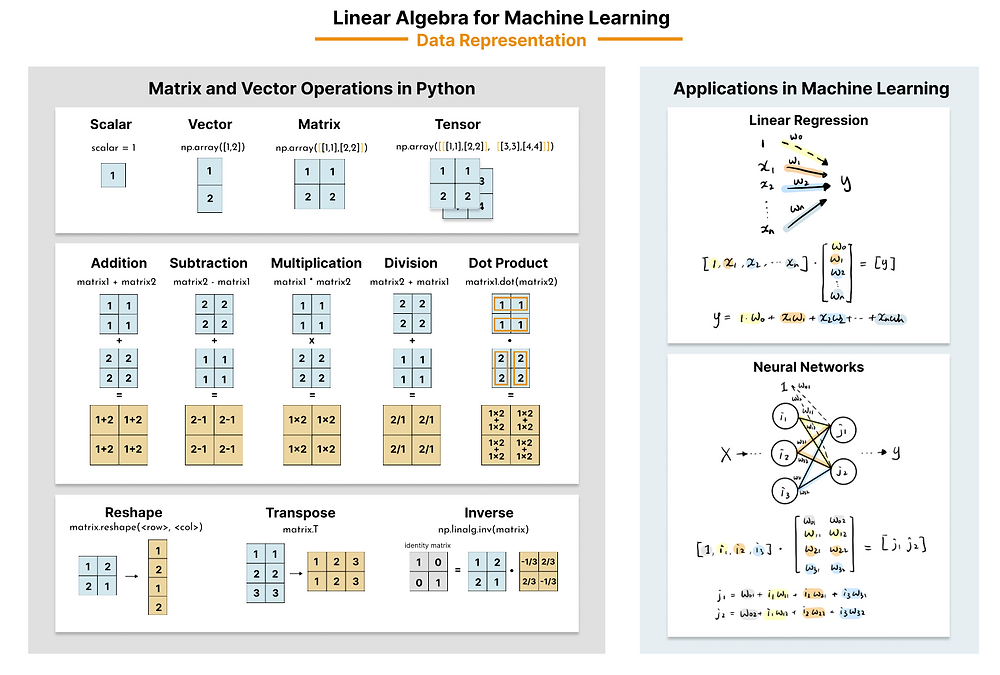 Linear Algebra for Machine Learning
Data Representation
Matrix and Vector Operations in Python
Scalar Vector Matrix Tensor
scalar = 1 np.array([1,2]) np.array([[1,1],[2,2]]) np.array([[[1,1],[2,2]], [[3,3],[4,4]]])
1 1 1 1 1 1 3
2 2 2 2 2 4
Addition Subtraction Multiplication Division Dot Product
matrix1 + matrix2 matrix2 - matrix1 matrix1 * matrix2 matrix2 + matrix1 matrix1.dot(matrix2)
1 1 2 2 1 1 2 2 1 1
1 1 2 2 1 1 2 2 1 1
+ + x + •
2 2 1 1 2 2 1 1 2 2
2 2 1 1 2 2 1 1 2 2
= = = = =
1+2 1+2 2-1 2-1 1×2 1×2 2/1 2/1 1×2 + 1×2 1×2 + 1×2
1+2 1+2 2-1 2-1 1×2 1×2 2/1 2/1 1×2 + 1×2 1×2 + 1×2
Reshape Transpose Inverse
matrix.reshape(<row>, <col>) matrix.T np.linalg.inv(matrix)
identity matrix
1 2 → 1 1 1 → 1 2 3 1 0 = 1 2 • -1/3 2/3
2 1 2 2 2 1 2 3 0 1 2 1 2/3 -1/3
1 3 3
2
Applications in Machine Learning
Linear Regression
1 w₀
x₁ w₁
x₂ w₂ y
⋮
xₙ wₙ
[1, x₁, x₂, ⋯ xₙ] · [w₀ w₁ w₂ ⋮ wₙ] = [y]
y = 1·w₀ + x₁w₁ + x₂w₂ + ⋯ + xₙwₙ
Neural Networks
1 w₀₁
i₁ j₁
X → ⋯ i₂ j₂ ⋯ → y
i₃
[1, i₁, i₂, i₃] · [w₀₁ w₀₂ w₁₁ w₁₂ w₂₁ w₂₂ w₃₁ w₃₂] = [j₁ j₂]
j₁ = w₀₁ + i₁w₁₁ + i₂w₂₁ + i₃w₃₁
j₂ = w₀₂ + i₁w₁₂ + i₂w₂₂ + i₃w₃₂